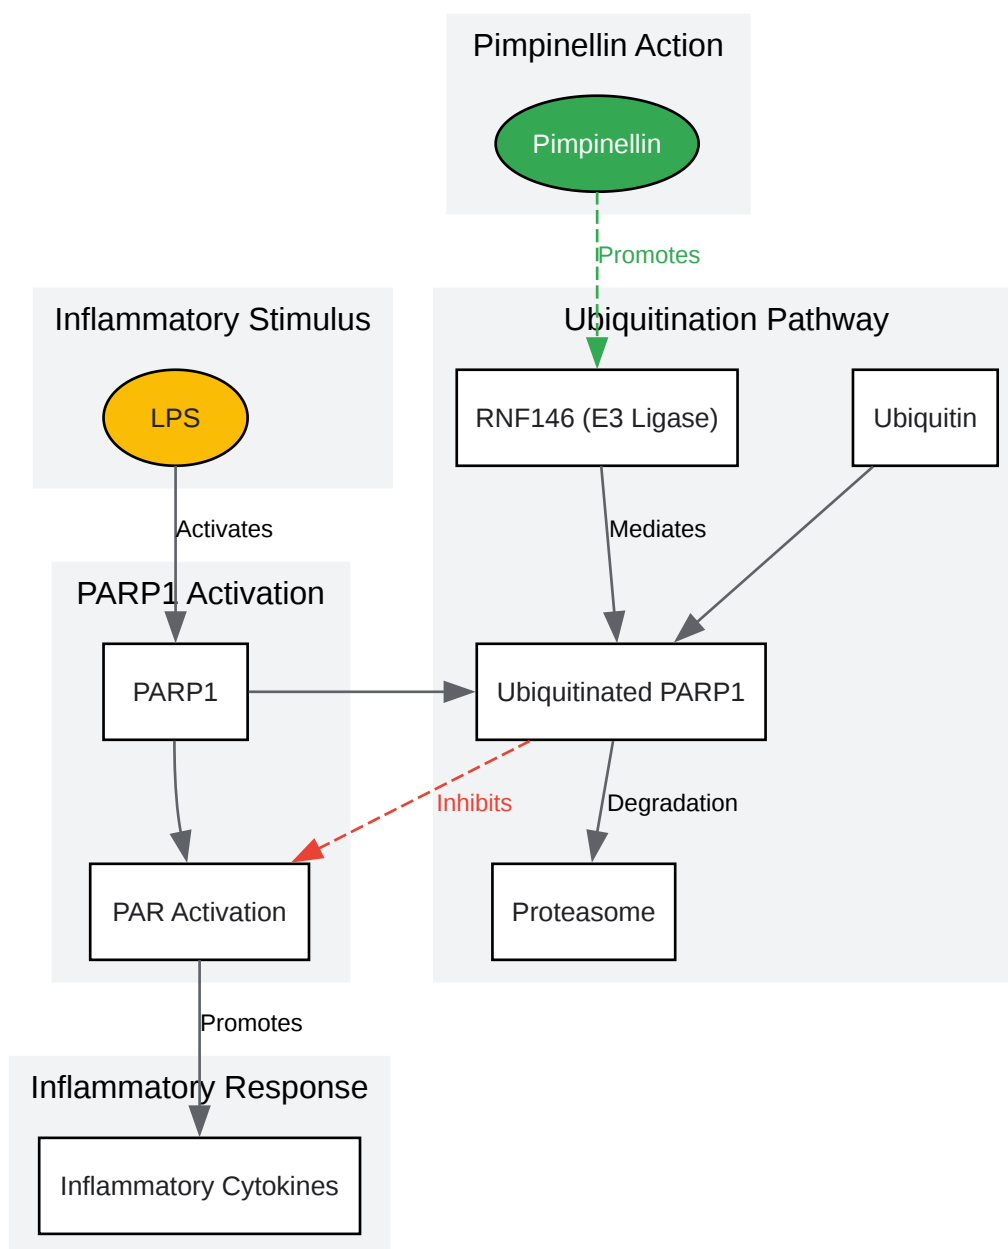 Pimpinellin Action
Pimpinellin
Promotes
Inflammatory Stimulus
LPS
Activates
Ubiquitination Pathway
RNF146 (E3 Ligase)
Ubiquitin
Mediates
PARP1 Activation
PARP1
Ubiquitinated PARP1
Inhibits
Degradation
PAR Activation
Proteasome
Promotes
Inflammatory Response
Inflammatory Cytokines